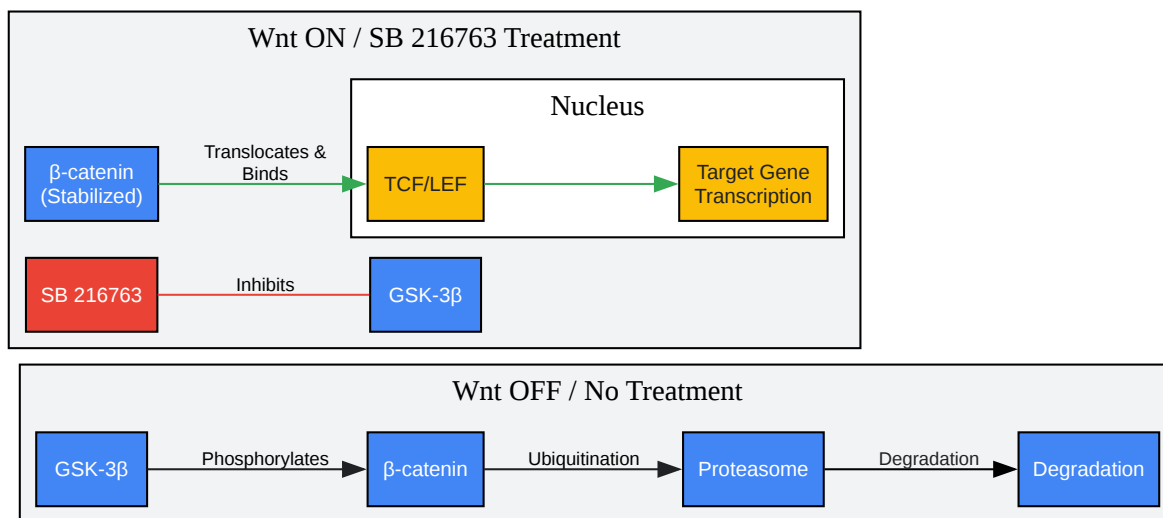 Wnt ON / SB 216763 Treatment
Nucleus
β-catenin
(Stabilized)
Translocates &
Binds
TCF/LEF
Target Gene
Transcription
SB 216763
Inhibits
GSK-3β
Wnt OFF / No Treatment
GSK-3β
Phosphorylates
β-catenin
Ubiquitination
Proteasome
Degradation
Degradation